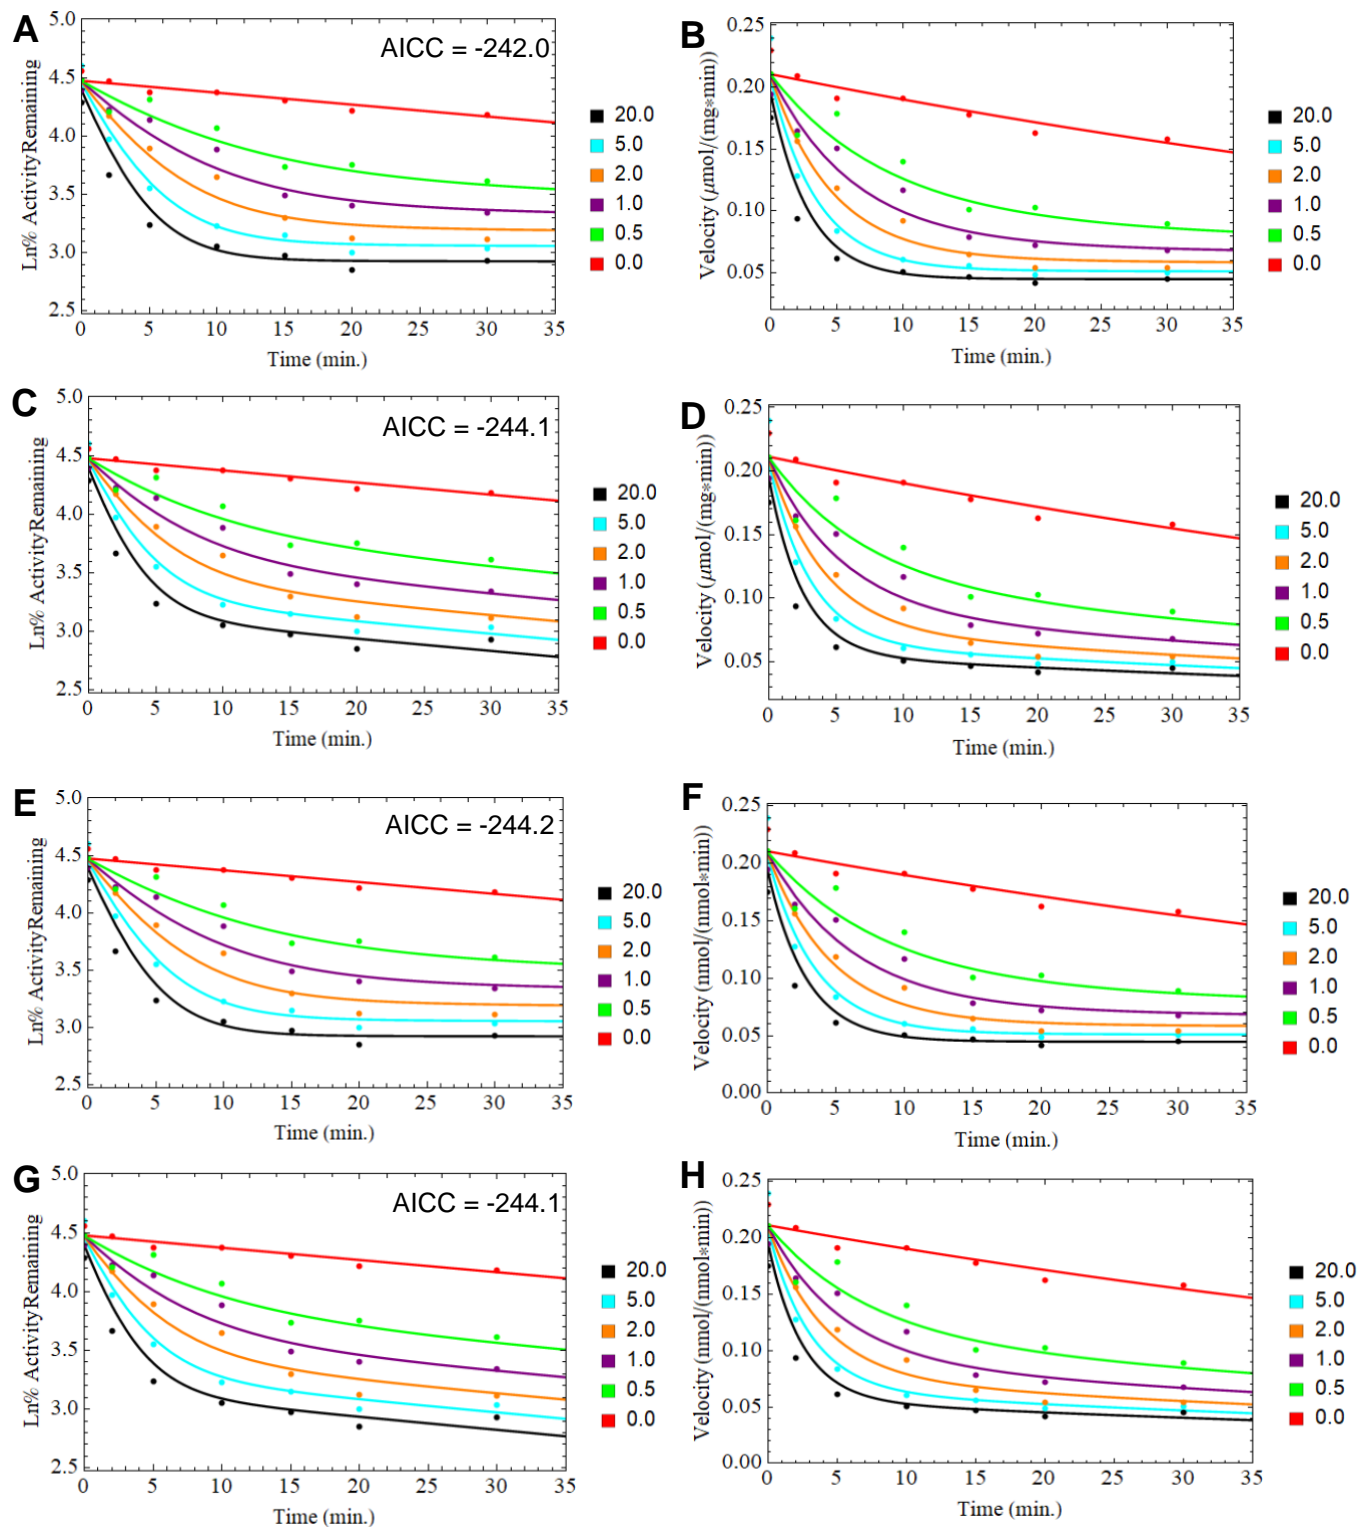 A
AICC = -242.0
Ln% ActivityRemaining
5.0
4.5
4.0
3.5
3.0
2.5
0 5 10 15 20 25 30 35
Time (min.)
20.0
5.0
2.0
1.0
0.5
0.0
B
Velocity (μmol/(mg*min))
0.25
0.20
0.15
0.10
0.05
0 5 10 15 20 25 30 35
Time (min.)
20.0
5.0
2.0
1.0
0.5
0.0
C
AICC = -244.1
Ln% ActivityRemaining
5.0
4.5
4.0
3.5
3.0
2.5
0 5 10 15 20 25 30 35
Time (min.)
20.0
5.0
2.0
1.0
0.5
0.0
D
Velocity (μmol/(mg*min))
0.25
0.20
0.15
0.10
0.05
0 5 10 15 20 25 30 35
Time (min.)
20.0
5.0
2.0
1.0
0.5
0.0
E
AICC = -244.2
Ln% ActivityRemaining
5.0
4.5
4.0
3.5
3.0
2.5
0 5 10 15 20 25 30 35
Time (min.)
20.0
5.0
2.0
1.0
0.5
0.0
F
Velocity (nmol/(nmol*min))
0.25
0.20
0.15
0.10
0.05
0.00
0 5 10 15 20 25 30 35
Time (min.)
20.0
5.0
2.0
1.0
0.5
0.0
G
AICC = -244.1
Ln% ActivityRemaining
5.0
4.5
4.0
3.5
3.0
2.5
0 5 10 15 20 25 30 35
Time (min.)
20.0
5.0
2.0
1.0
0.5
0.0
H
Velocity (nmol/(nmol*min))
0.25
0.20
0.15
0.10
0.05
0.00
0 5 10 15 20 25 30 35
Time (min.)
20.0
5.0
2.0
1.0
0.5
0.0